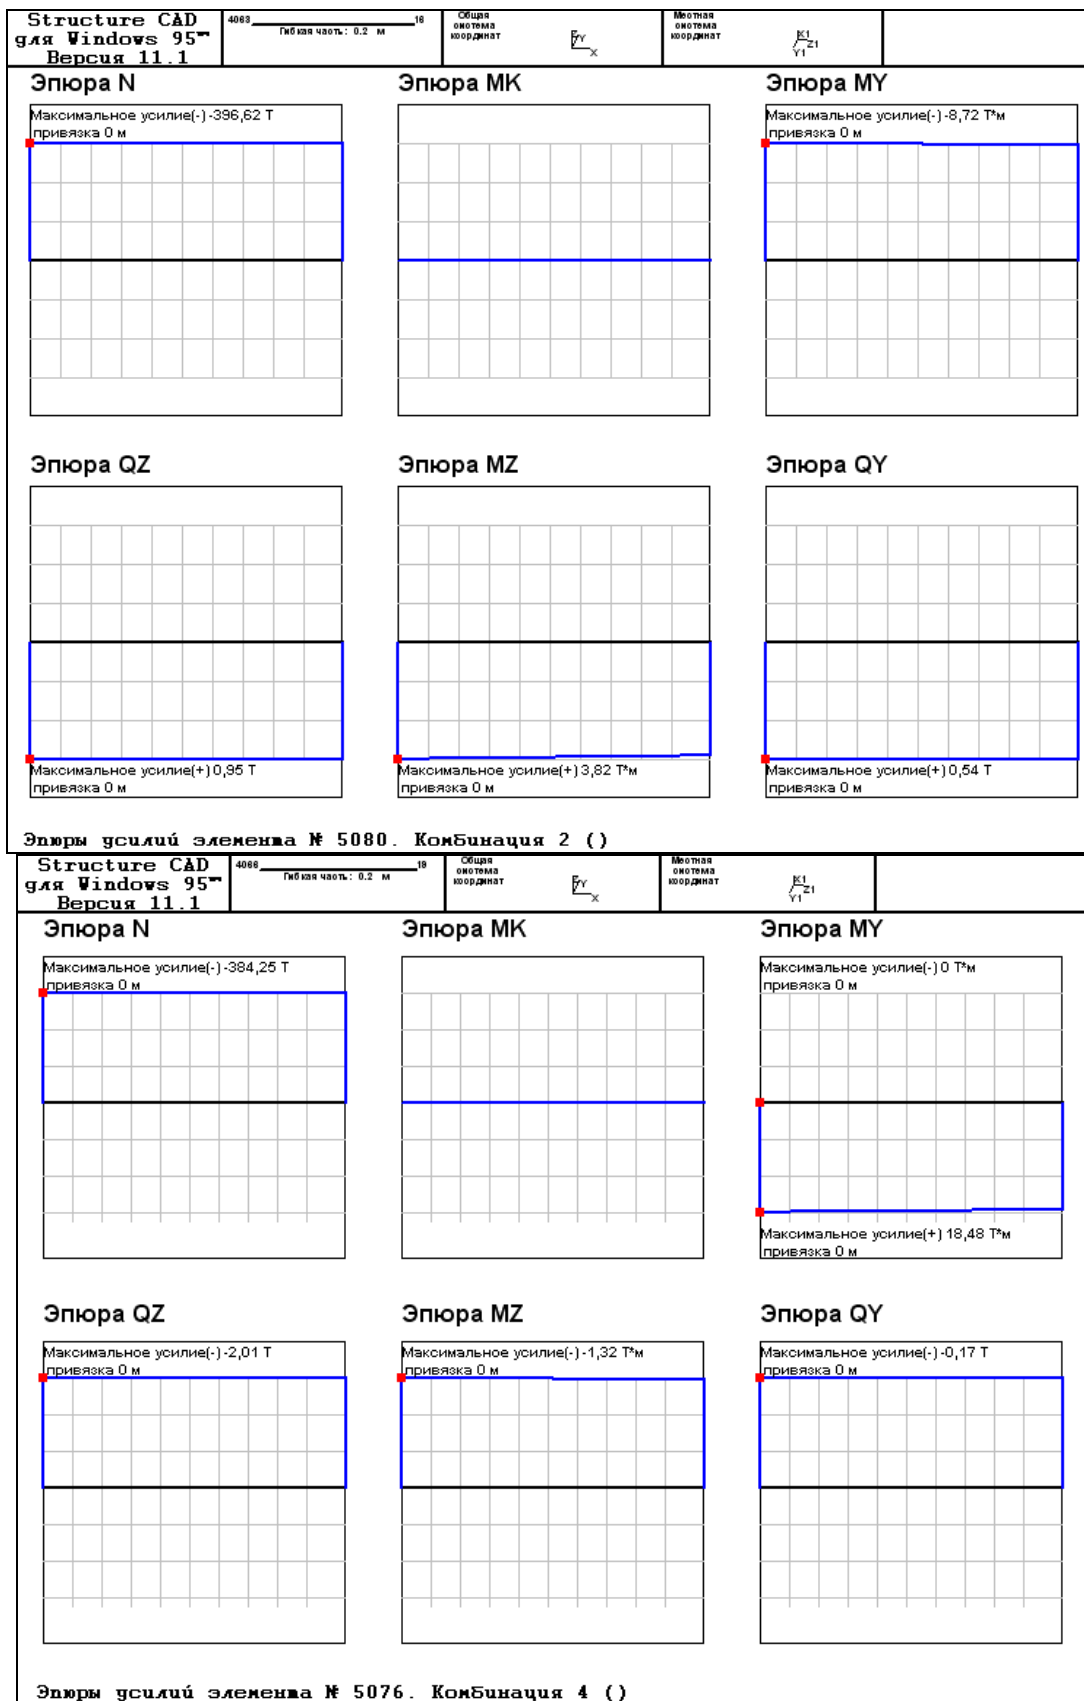 Structure CAD
для Windows 95™
Версия 11.1
4063 16
Гибкая часть: 0.2 м
Общая
система
координат
Z Y
X
Местная
система
координат
X1
Z1
Y1
Эпюра N
Эпюра MK
Эпюра MY
Максимальное усилие(-) -396,62 Т
привязка 0 м
Максимальное усилие(-) -8,72 Т*м
привязка 0 м
Эпюра QZ
Эпюра MZ
Эпюра QY
Максимальное усилие(+) 0,95 Т
привязка 0 м
Максимальное усилие(+) 3,82 Т*м
привязка 0 м
Максимальное усилие(+) 0,54 Т
привязка 0 м
Эпюры усилий элемента № 5080. Комбинация 2 ()
Structure CAD
для Windows 95™
Версия 11.1
4066 19
Гибкая часть: 0.2 м
Общая
система
координат
Z Y
X
Местная
система
координат
X1
Z1
Y1
Эпюра N
Эпюра MK
Эпюра MY
Максимальное усилие(-) -384,25 Т
привязка 0 м
Максимальное усилие(-) 0 Т*м
привязка 0 м
Максимальное усилие(+) 18,48 Т*м
привязка 0 м
Эпюра QZ
Эпюра MZ
Эпюра QY
Максимальное усилие(-) -2,01 Т
привязка 0 м
Максимальное усилие(-) -1,32 Т*м
привязка 0 м
Максимальное усилие(-) -0,17 Т
привязка 0 м
Эпюры усилий элемента № 5076. Комбинация 4 ()